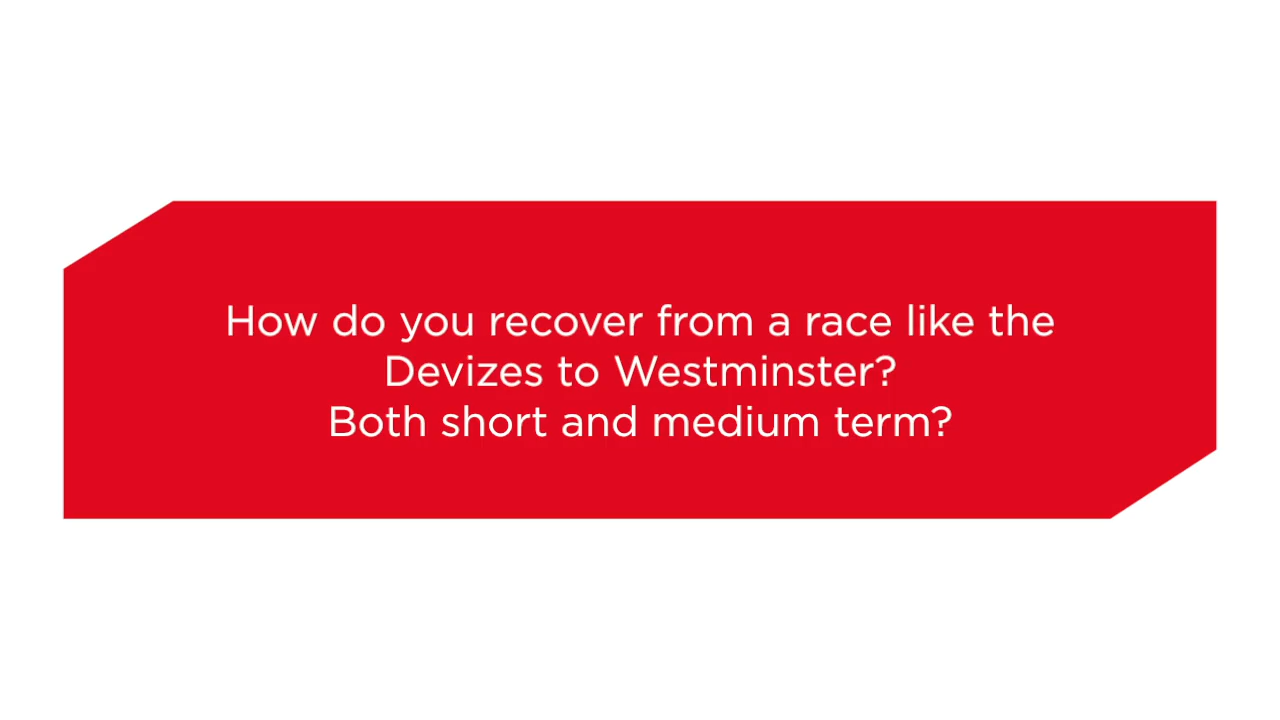 How do you recover from a race like the
Devizes to Westminster?
Both short and medium term?